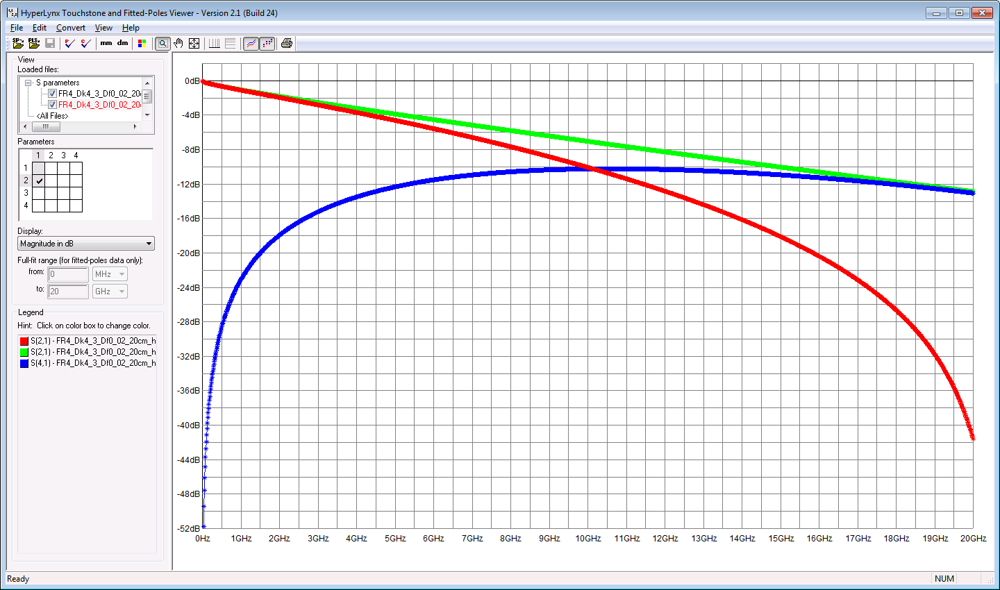 HyperLynx Touchstone and Fitted-Poles Viewer - Version 2.1 (Build 24)
File Edit Convert View Help
SP PLS P C mm dm
View
Loaded files:
S parameters
FR4_Dk4_3_Df0_02_20
FR4_Dk4_3_Df0_02_20
<All Files>
Parameters
1 2 3 4
1
2
3
4
Display:
Magnitude in dB
Full-fit range (for fitted-poles data only):
from: 0 MHz
to: 20 GHz
Legend
Hint: Click on color box to change color.
S(2,1) - FR4_Dk4_3_Df0_02_20cm_h
S(2,1) - FR4_Dk4_3_Df0_02_20cm_h
S(4,1) - FR4_Dk4_3_Df0_02_20cm_h
0dB
-4dB
-8dB
-12dB
-16dB
-20dB
-24dB
-28dB
-32dB
-36dB
-40dB
-44dB
-48dB
-52dB
0Hz 1GHz 2GHz 3GHz 4GHz 5GHz 6GHz 7GHz 8GHz 9GHz 10GHz 11GHz 12GHz 13GHz 14GHz 15GHz 16GHz 17GHz 18GHz 19GHz 20GHz
Ready NUM